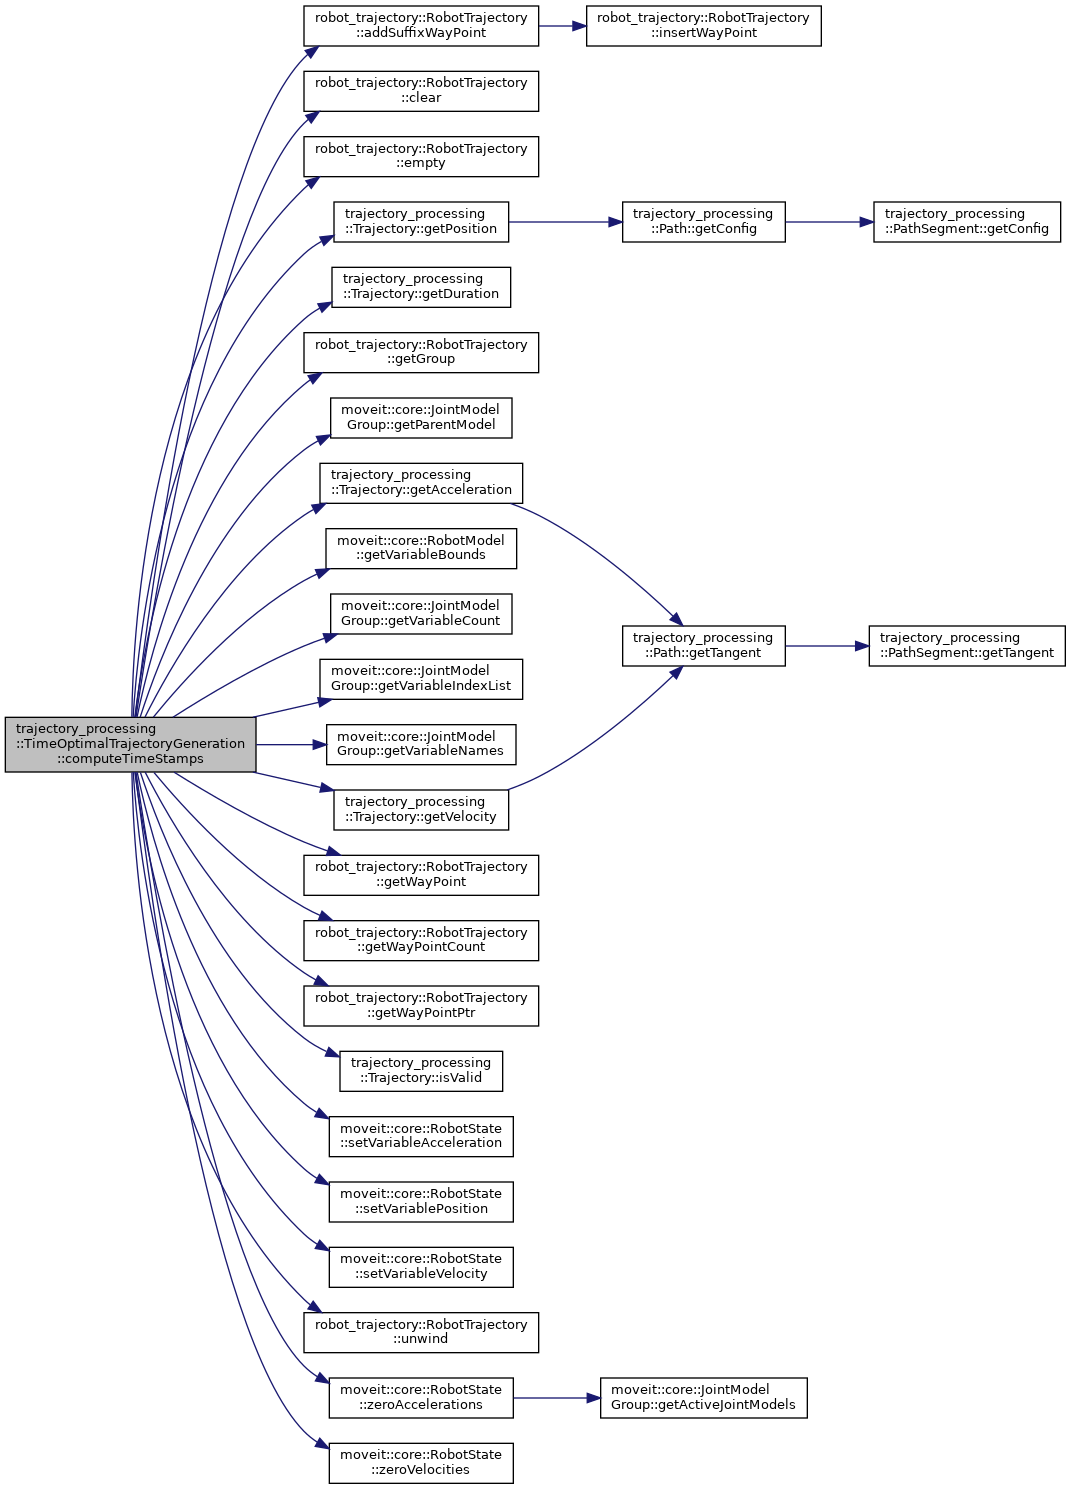 robot_trajectory::RobotTrajectory
::addSuffixWayPoint
robot_trajectory::RobotTrajectory
::insertWayPoint
robot_trajectory::RobotTrajectory
::clear
robot_trajectory::RobotTrajectory
::empty
trajectory_processing
::Trajectory::getPosition
trajectory_processing
::Path::getConfig
trajectory_processing
::PathSegment::getConfig
trajectory_processing
::Trajectory::getDuration
robot_trajectory::RobotTrajectory
::getGroup
moveit::core::JointModel
Group::getParentModel
trajectory_processing
::Trajectory::getAcceleration
moveit::core::RobotModel
::getVariableBounds
moveit::core::JointModel
Group::getVariableCount
trajectory_processing
::Path::getTangent
trajectory_processing
::PathSegment::getTangent
moveit::core::JointModel
Group::getVariableIndexList
trajectory_processing
::TimeOptimalTrajectoryGeneration
::computeTimeStamps
moveit::core::JointModel
Group::getVariableNames
trajectory_processing
::Trajectory::getVelocity
robot_trajectory::RobotTrajectory
::getWayPoint
robot_trajectory::RobotTrajectory
::getWayPointCount
robot_trajectory::RobotTrajectory
::getWayPointPtr
trajectory_processing
::Trajectory::isValid
moveit::core::RobotState
::setVariableAcceleration
moveit::core::RobotState
::setVariablePosition
moveit::core::RobotState
::setVariableVelocity
robot_trajectory::RobotTrajectory
::unwind
moveit::core::RobotState
::zeroAccelerations
moveit::core::JointModel
Group::getActiveJointModels
moveit::core::RobotState
::zeroVelocities